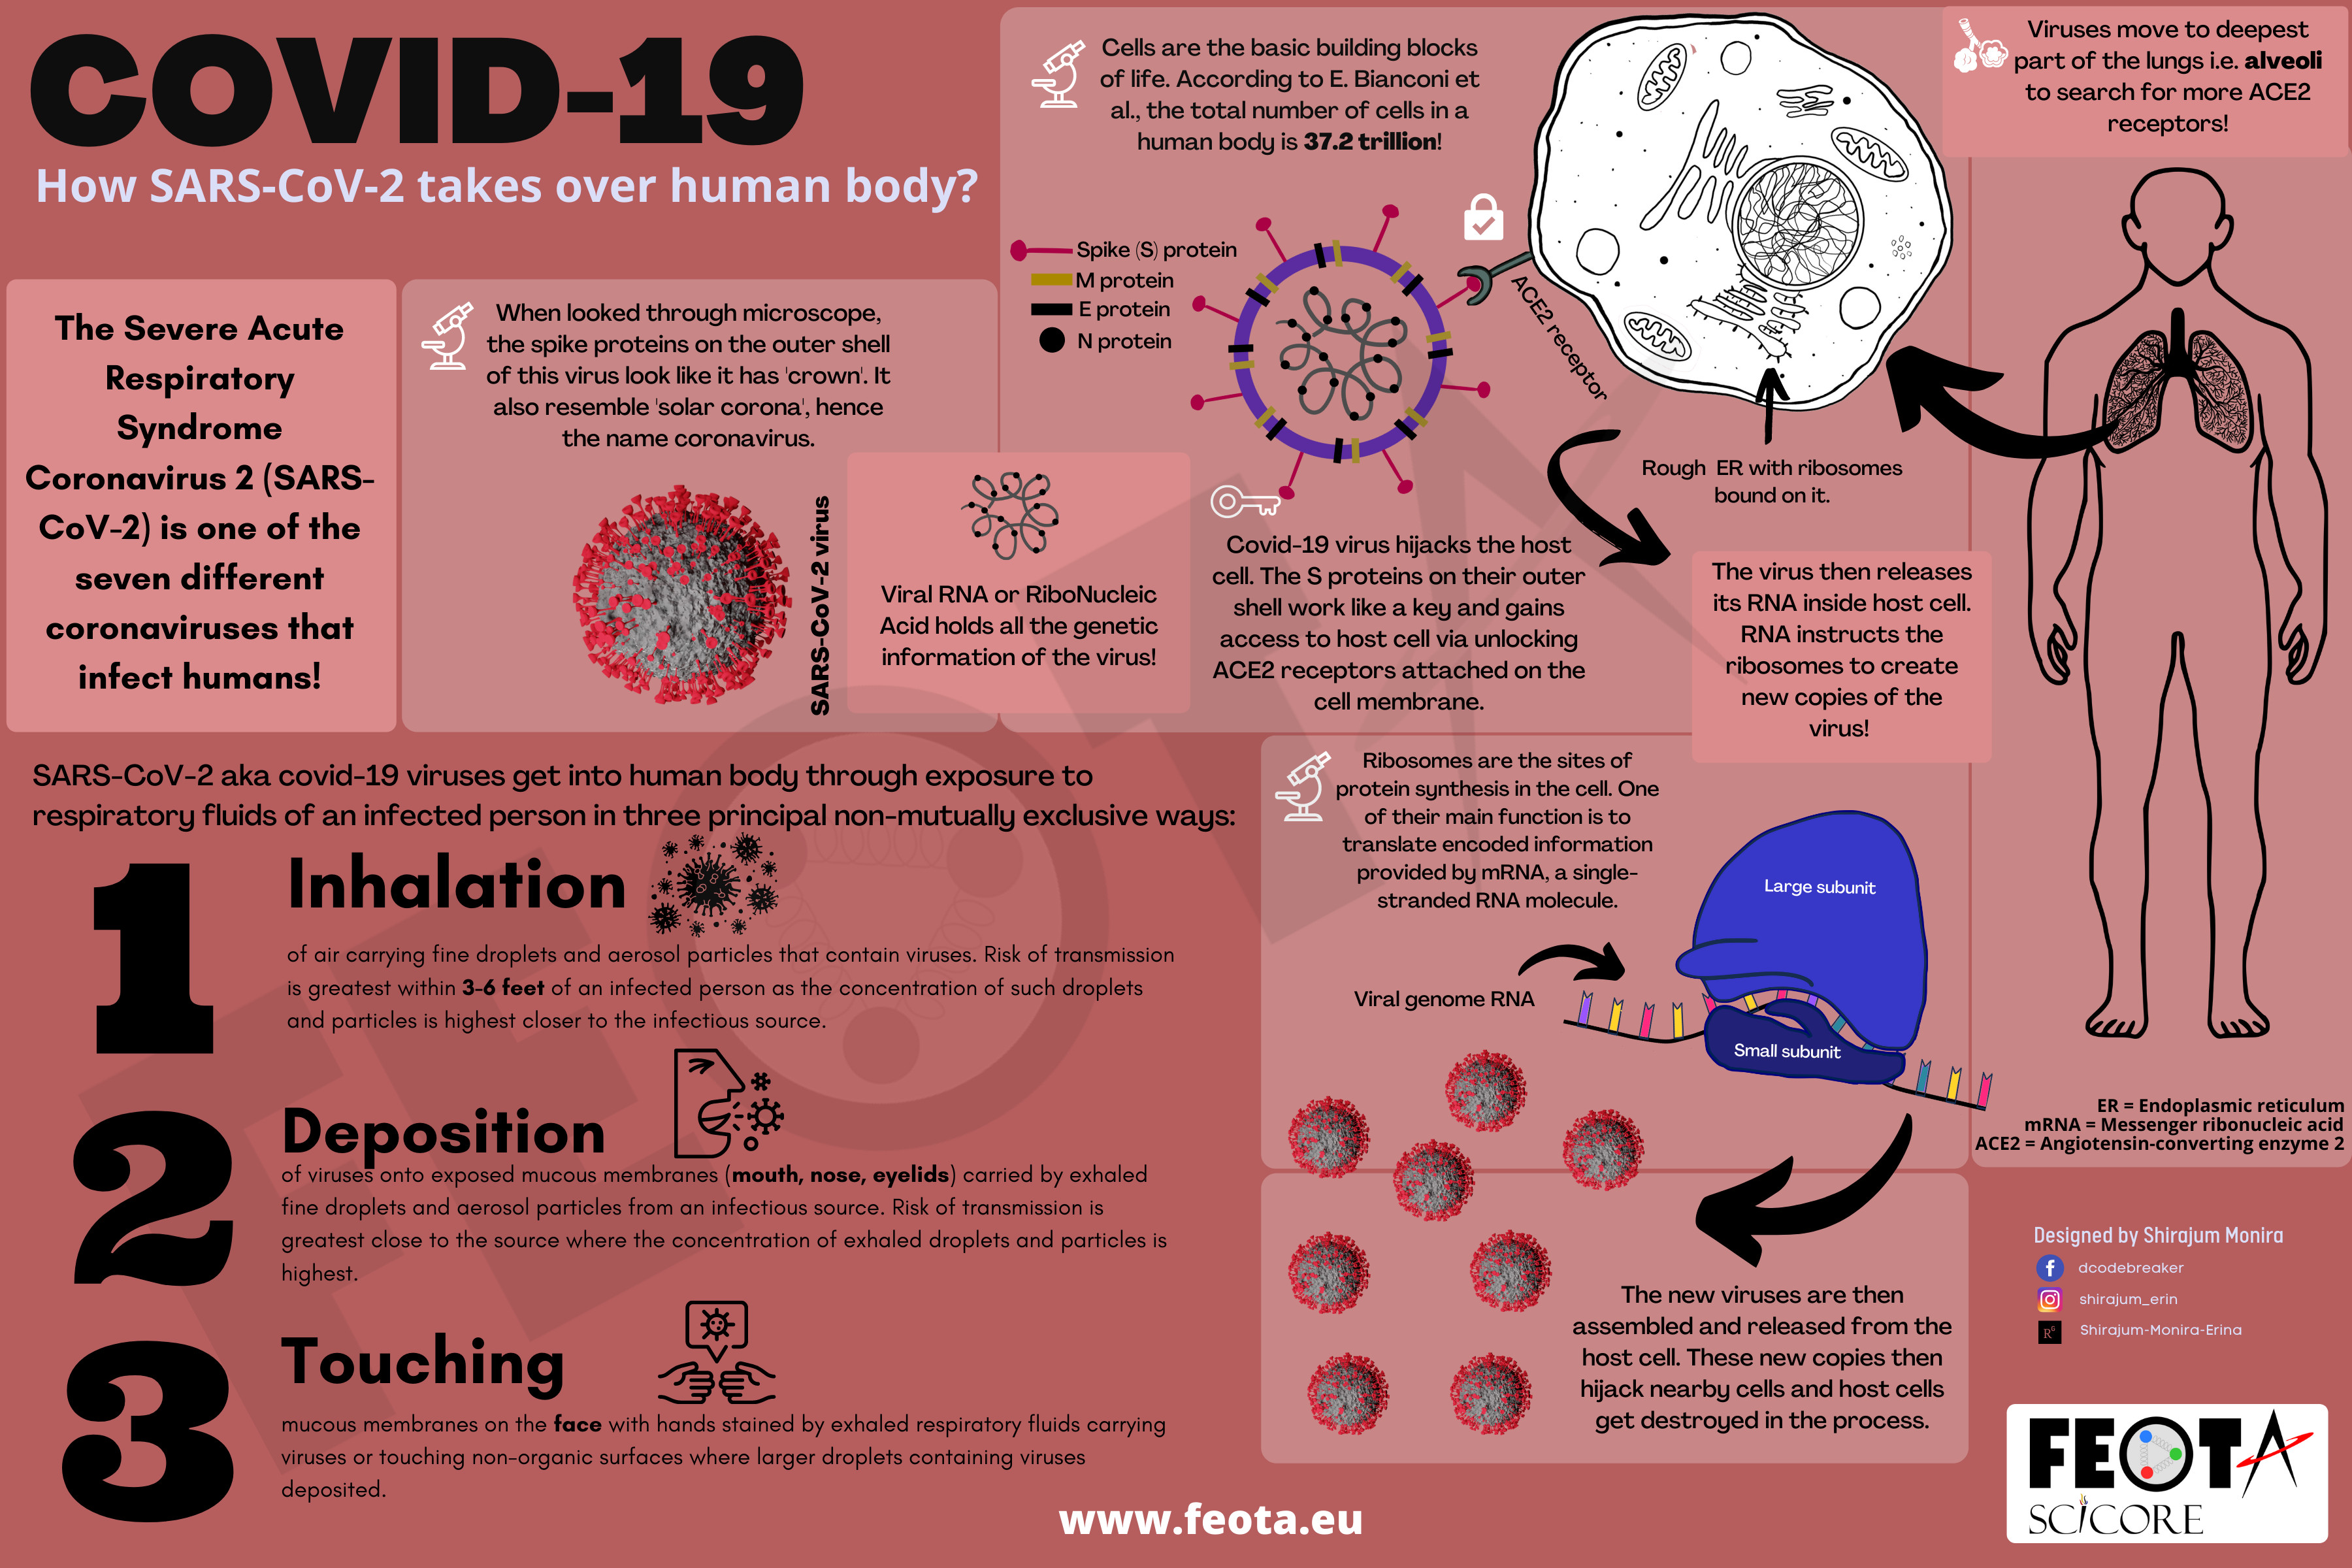 COVID-19
How SARS-CoV-2 takes over human body?
The Severe Acute
Respiratory
Syndrome
Coronavirus 2 (SARS-
CoV-2) is one of the
seven different
coronaviruses that
infect humans!
When looked through microscope,
the spike proteins on the outer shell
of this virus look like it has 'crown'. It
also resemble 'solar corona', hence
the name coronavirus.
SARS-CoV-2 virus
Viral RNA or RiboNucleic
Acid holds all the genetic
information of the virus!
Cells are the basic building blocks
of life. According to E. Bianconi et
al., the total number of cells in a
human body is 37.2 trillion!
Spike (S) protein
M protein
E protein
N protein
ACE2 receptor
Rough ER with ribosomes
bound on it.
Covid-19 virus hijacks the host
cell. The S proteins on their outer
shell work like a key and gains
access to host cell via unlocking
ACE2 receptors attached on the
cell membrane.
The virus then releases
its RNA inside host cell.
RNA instructs the
ribosomes to create
new copies of the
virus!
Viruses move to deepest
part of the lungs i.e. alveoli
to search for more ACE2
receptors!
SARS-CoV-2 aka covid-19 viruses get into human body through exposure to
respiratory fluids of an infected person in three principal non-mutually exclusive ways:
1
Inhalation
of air carrying fine droplets and aerosol particles that contain viruses. Risk of transmission
is greatest within 3-6 feet of an infected person as the concentration of such droplets
and particles is highest closer to the infectious source.
2
Deposition
of viruses onto exposed mucous membranes (mouth, nose, eyelids) carried by exhaled
fine droplets and aerosol particles from an infectious source. Risk of transmission is
greatest close to the source where the concentration of exhaled droplets and particles is
highest.
3
Touching
mucous membranes on the face with hands stained by exhaled respiratory fluids carrying
viruses or touching non-organic surfaces where larger droplets containing viruses
deposited.
Ribosomes are the sites of
protein synthesis in the cell. One
of their main function is to
translate encoded information
provided by mRNA, a single-
stranded RNA molecule.
Viral genome RNA
Large subunit
Small subunit
The new viruses are then
assembled and released from the
host cell. These new copies then
hijack nearby cells and host cells
get destroyed in the process.
ER = Endoplasmic reticulum
mRNA = Messenger ribonucleic acid
ACE2 = Angiotensin-converting enzyme 2
Designed by Shirajum Monira
dcodebreaker
shirajum_erin
RG Shirajum-Monira-Erina
FEOTA
SCICORE
www.feota.eu